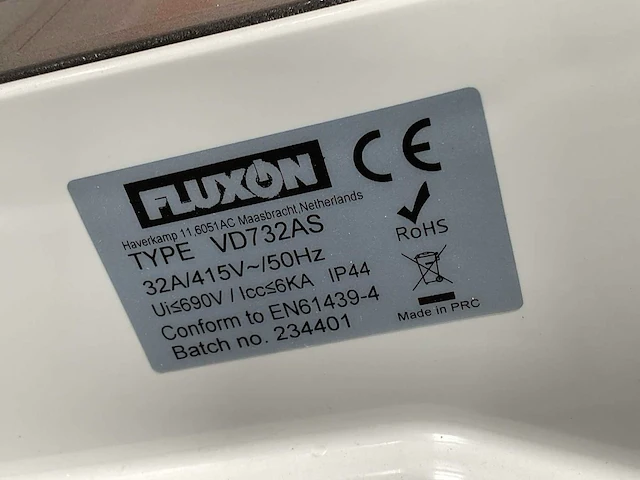 FLUXON
CE
Haverkamp 11,6051AC Maasbracht,Netherlands
TYPE VD732AS
RoHS
32A/415V~/50Hz
Ui≤690V / Icc≤6KA IP44
Conform to EN61439-4
Made in PRC
Batch no. 234401